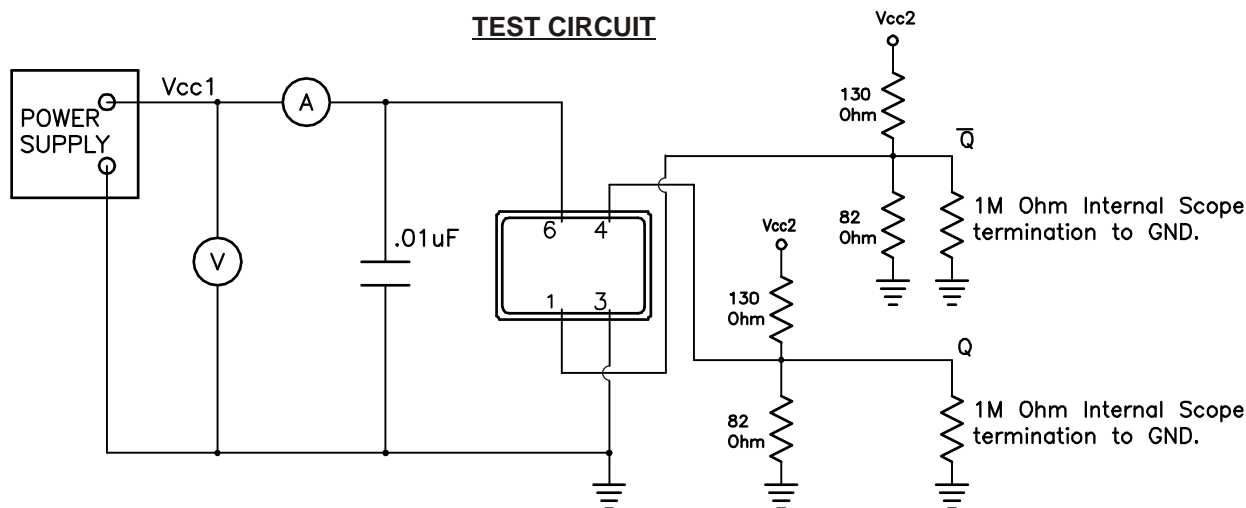 TEST CIRCUIT
Vcc2
Vcc1
POWER
SUPPLY
A
130
Ohm
Q̅
6 4
82
Ohm
1M Ohm Internal Scope
termination to GND.
V
.01uF
Vcc2
1 3
130
Ohm
Q
82
Ohm
1M Ohm Internal Scope
termination to GND.